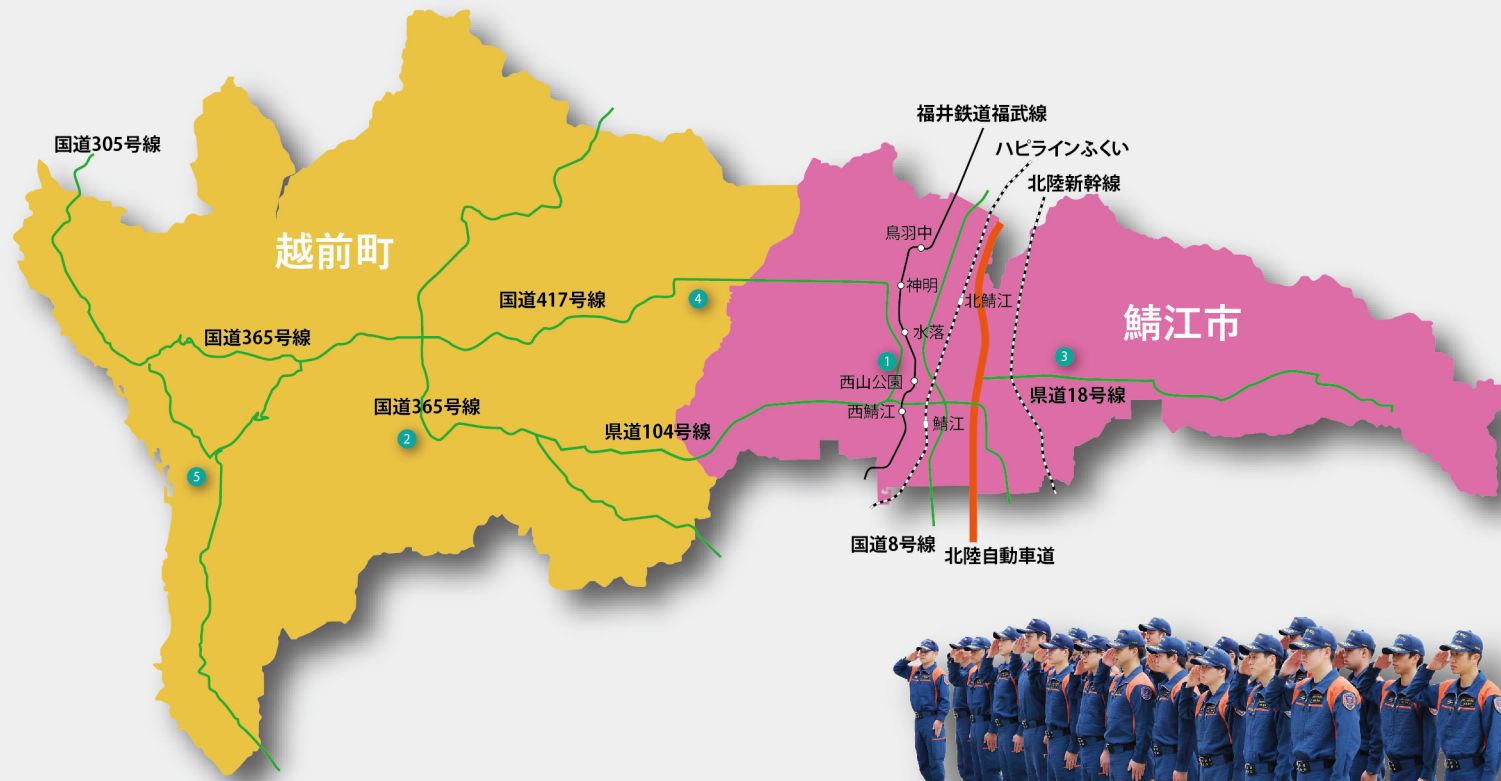 福井鉄道福武線
国道305号線
ハピラインふくい
北陸新幹線
鳥羽中
越前町
神明
国道417号線
4
北鯖江
鯖江市
国道365号線
水落
1
3
西山公園
県道18号線
国道365号線
西鯖江
鯖江
県道104号線
2
5
国道8号線
北陸自動車道